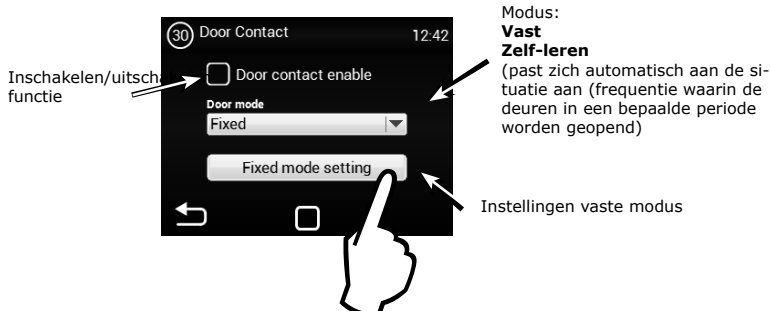 Modus:
Vast
Zelf-leren
(past zich automatisch aan de si-
tuatie aan (frequentie waarin de
deuren in een bepaalde periode
worden geopend)
30 Door Contact 12:42
Inschakelen/uitsch
functie
Door contact enable
Door mode
Fixed
Fixed mode setting
Instellingen vaste modus